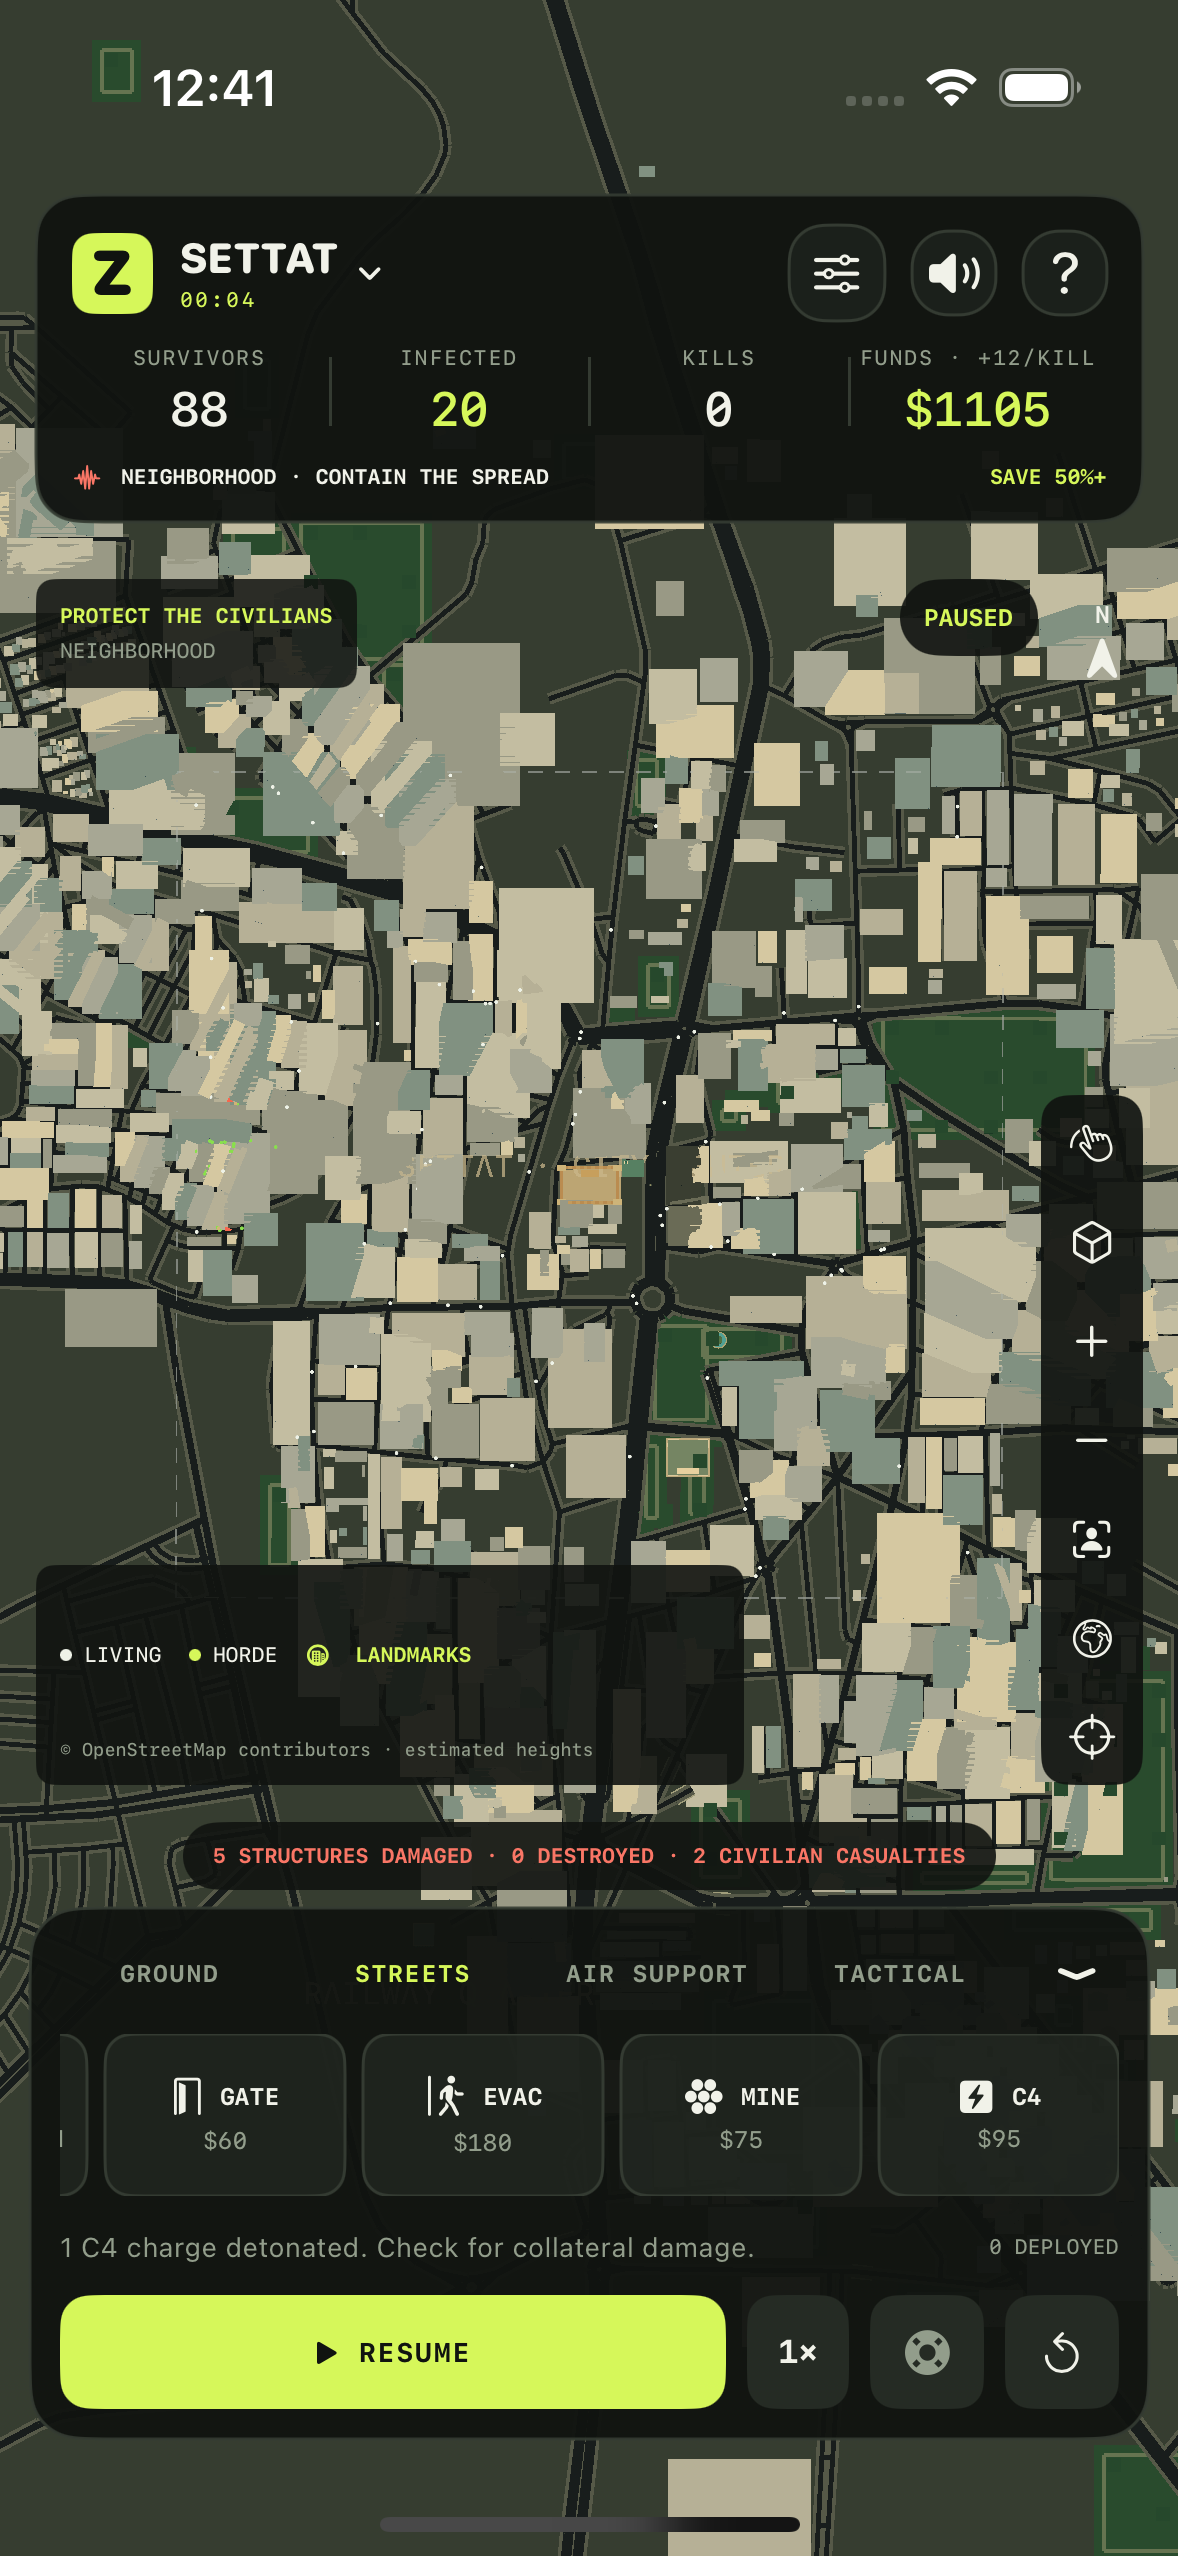 12:41
Z
SETTAT
00:04
?
SURVIVORS
88
INFECTED
20
KILLS
0
FUNDS · +12/KILL
$1105
NEIGHBORHOOD · CONTAIN THE SPREAD
SAVE 50%+
PROTECT THE CIVILIANS
NEIGHBORHOOD
PAUSED
N
LIVING
HORDE
LANDMARKS
© OpenStreetMap contributors · estimated heights
5 STRUCTURES DAMAGED · 0 DESTROYED · 2 CIVILIAN CASUALTIES
GROUND
STREETS
AIR SUPPORT
TACTICAL
GATE
$60
EVAC
$180
MINE
$75
C4
$95
1 C4 charge detonated. Check for collateral damage.
0 DEPLOYED
RESUME
1×